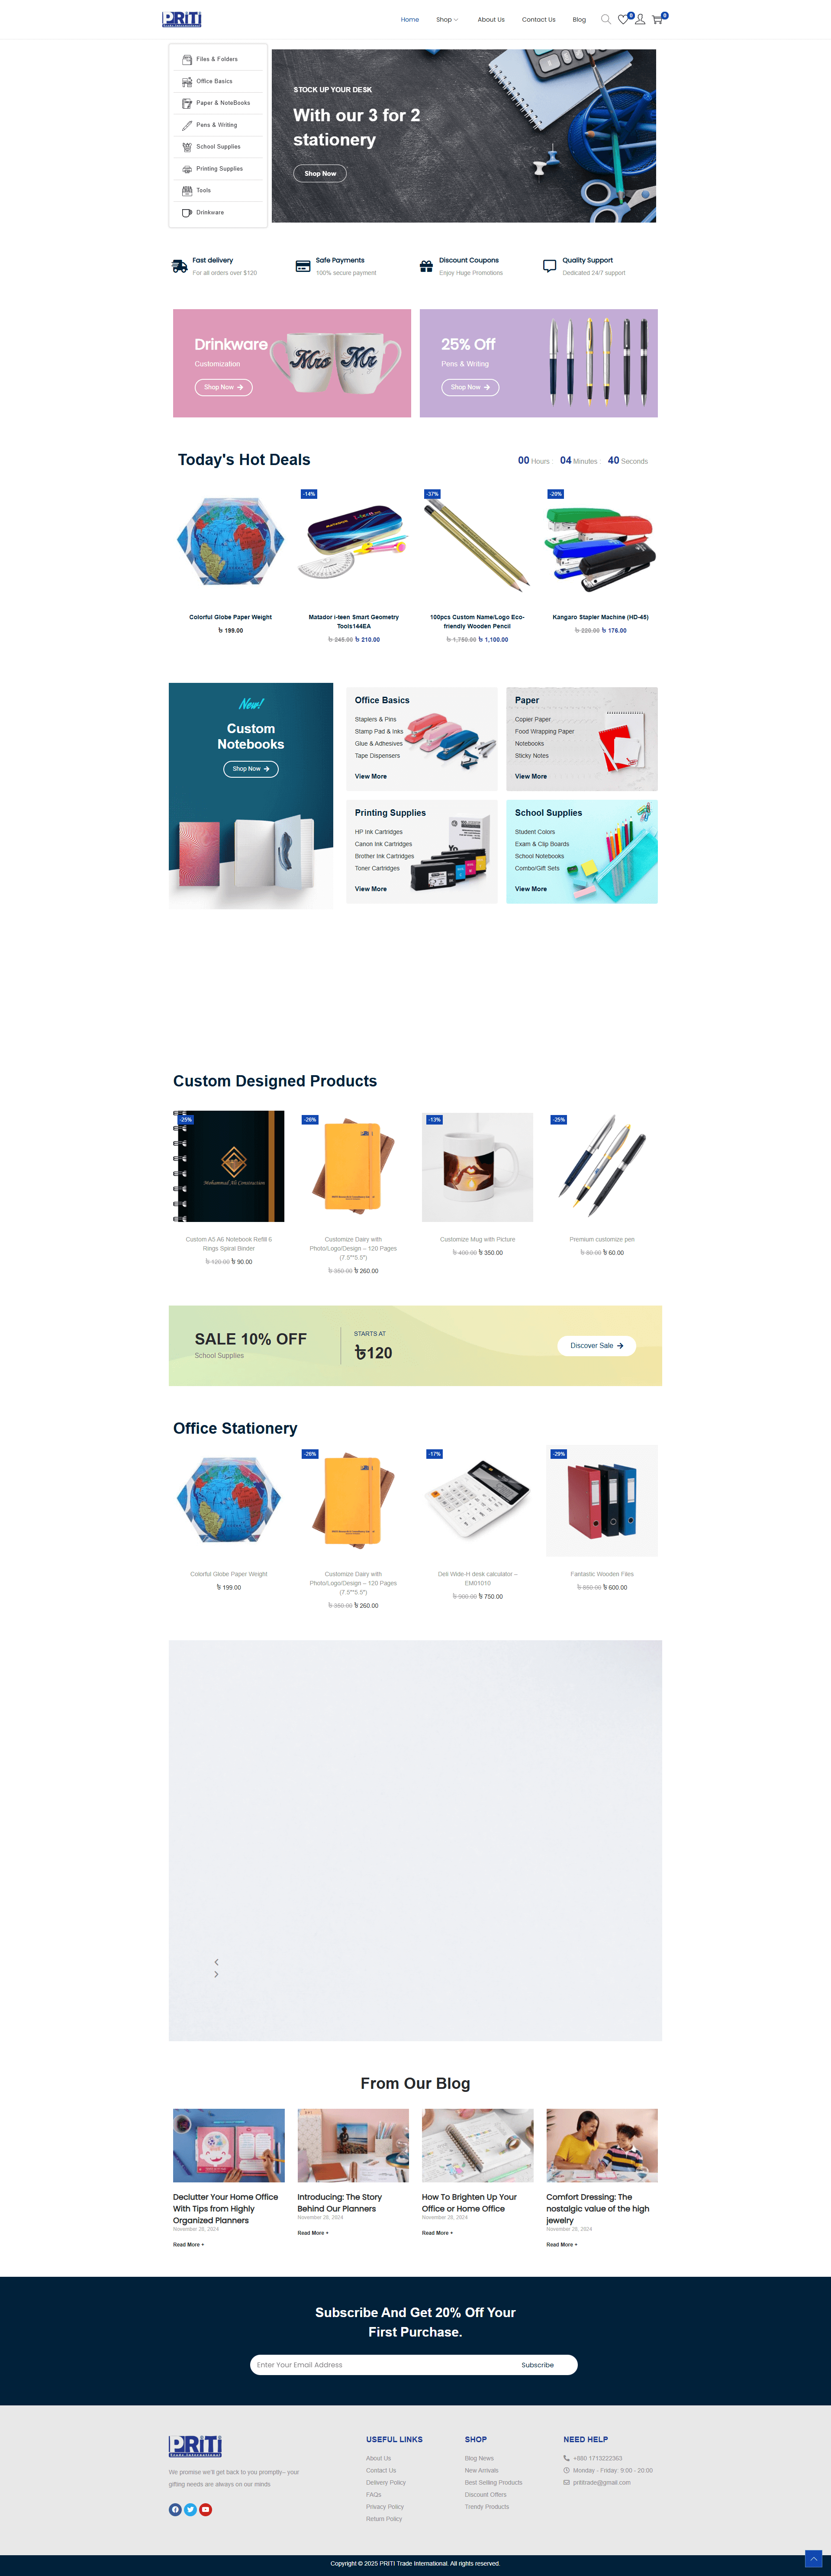 PRITI
Trade International
Home
Shop
About Us
Contact Us
Blog
0
0
Files & Folders
Office Basics
Paper & NoteBooks
Pens & Writing
School Supplies
Printing Supplies
Tools
Drinkware
STOCK UP YOUR DESK
With our 3 for 2
stationery
Shop Now
Fast delivery
For all orders over $120
Safe Payments
100% secure payment
Discount Coupons
Enjoy Huge Promotions
Quality Support
Dedicated 24/7 support
Drinkware
Customization
Shop Now
Mrs
Mr
25% Off
Pens & Writing
Shop Now
Today's Hot Deals
00 Hours : 04 Minutes : 40 Seconds
-14%
-37%
-20%
Colorful Globe Paper Weight
৳ 199.00
Matador i-teen Smart Geometry
Tools144EA
৳ 245.00 ৳ 210.00
100pcs Custom Name/Logo Eco-
friendly Wooden Pencil
৳ 1,750.00 ৳ 1,100.00
Kangaro Stapler Machine (HD-45)
৳ 220.00 ৳ 176.00
New!
Custom
Notebooks
Shop Now
Office Basics
Staplers & Pins
Stamp Pad & Inks
Glue & Adhesives
Tape Dispensers
View More
Paper
Copier Paper
Food Wrapping Paper
Notebooks
Sticky Notes
View More
Printing Supplies
HP Ink Cartridges
Canon Ink Cartridges
Brother Ink Cartridges
Toner Cartridges
View More
School Supplies
Student Colors
Exam & Clip Boards
School Notebooks
Combo/Gift Sets
View More
Custom Designed Products
-25%
Mohammad Ali Construction
-26%
-13%
-25%
Custom A5 A6 Notebook Refill 6
Rings Spiral Binder
৳ 120.00 ৳ 90.00
Customize Dairy with
Photo/Logo/Design – 120 Pages
(7.5"*5.5")
৳ 350.00 ৳ 260.00
Customize Mug with Picture
৳ 400.00 ৳ 350.00
Premium customize pen
৳ 80.00 ৳ 60.00
SALE 10% OFF
School Supplies
STARTS AT
৳120
Discover Sale
Office Stationery
-26%
-17%
-29%
Colorful Globe Paper Weight
৳ 199.00
Customize Dairy with
Photo/Logo/Design – 120 Pages
(7.5"*5.5")
৳ 350.00 ৳ 260.00
Deli Wide-H desk calculator –
EM01010
৳ 900.00 ৳ 750.00
Fantastic Wooden Files
৳ 850.00 ৳ 600.00
From Our Blog
Declutter Your Home Office
With Tips from Highly
Organized Planners
November 28, 2024
Read More +
Introducing: The Story
Behind Our Planners
November 28, 2024
Read More +
How To Brighten Up Your
Office or Home Office
November 28, 2024
Read More +
Comfort Dressing: The
nostalgic value of the high
jewelry
November 28, 2024
Read More +
Subscribe And Get 20% Off Your
First Purchase.
Enter Your Email Address
Subscribe
PRITI
Trade International
We promise we'll get back to you promptly– your
gifting needs are always on our minds
USEFUL LINKS
About Us
Contact Us
Delivery Policy
FAQs
Privacy Policy
Return Policy
SHOP
Blog News
New Arrivals
Best Selling Products
Discount Offers
Trendy Products
NEED HELP
+880 1713222363
Monday - Friday: 9:00 - 20:00
prititrade@gmail.com
Copyright © 2025 PRITI Trade International. All rights reserved.